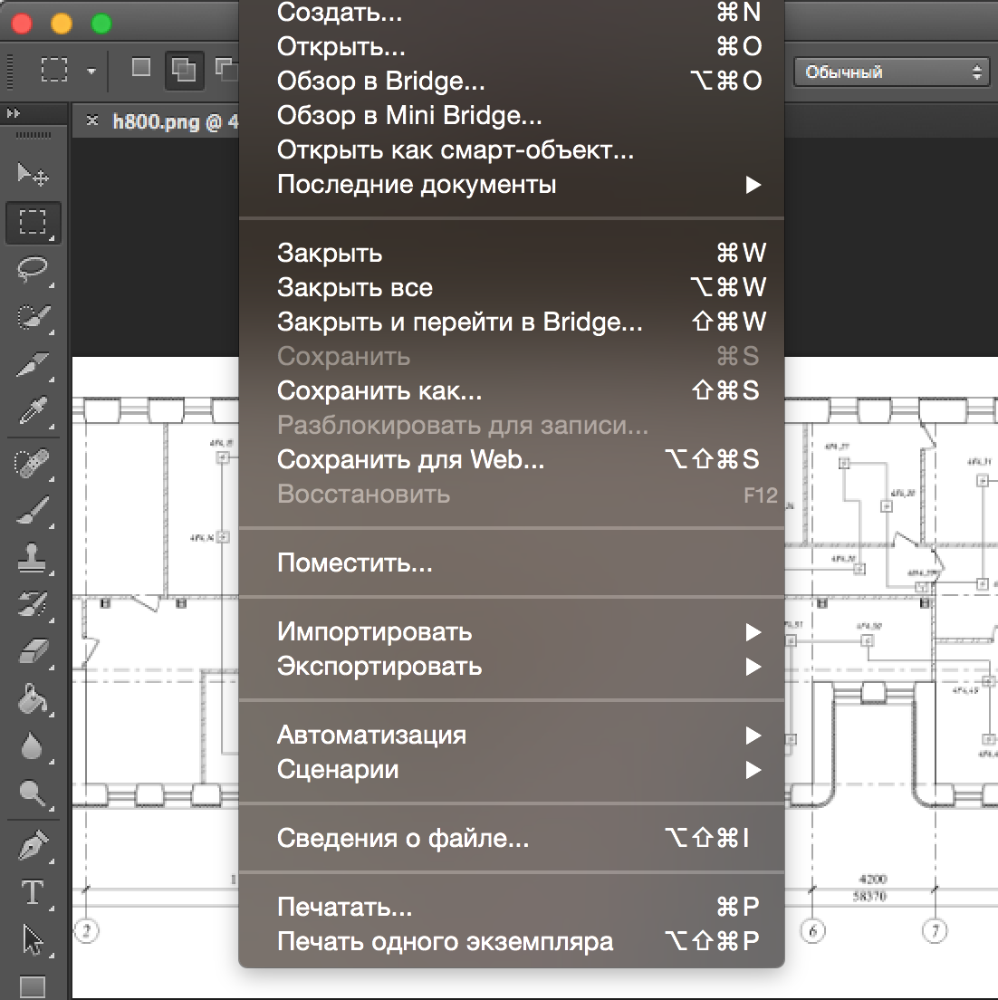 Создать... ⌘N
Открыть... ⌘O
Обзор в Bridge... ⌥⌘O
Обзор в Mini Bridge...
Открыть как смарт-объект...
Последние документы ▶
Обычный
h800.png @ 4
Закрыть ⌘W
Закрыть все ⌥⌘W
Закрыть и перейти в Bridge... ⇧⌘W
Сохранить ⌘S
Сохранить как... ⇧⌘S
Разблокировать для записи...
Сохранить для Web... ⌥⇧⌘S
Восстановить F12
Поместить...
Импортировать ▶
Экспортировать ▶
Автоматизация ▶
Сценарии ▶
Сведения о файле... ⌥⇧⌘I
Печатать... ⌘P
Печать одного экземпляра ⌥⇧⌘P
T
4200
58370
2
6
7